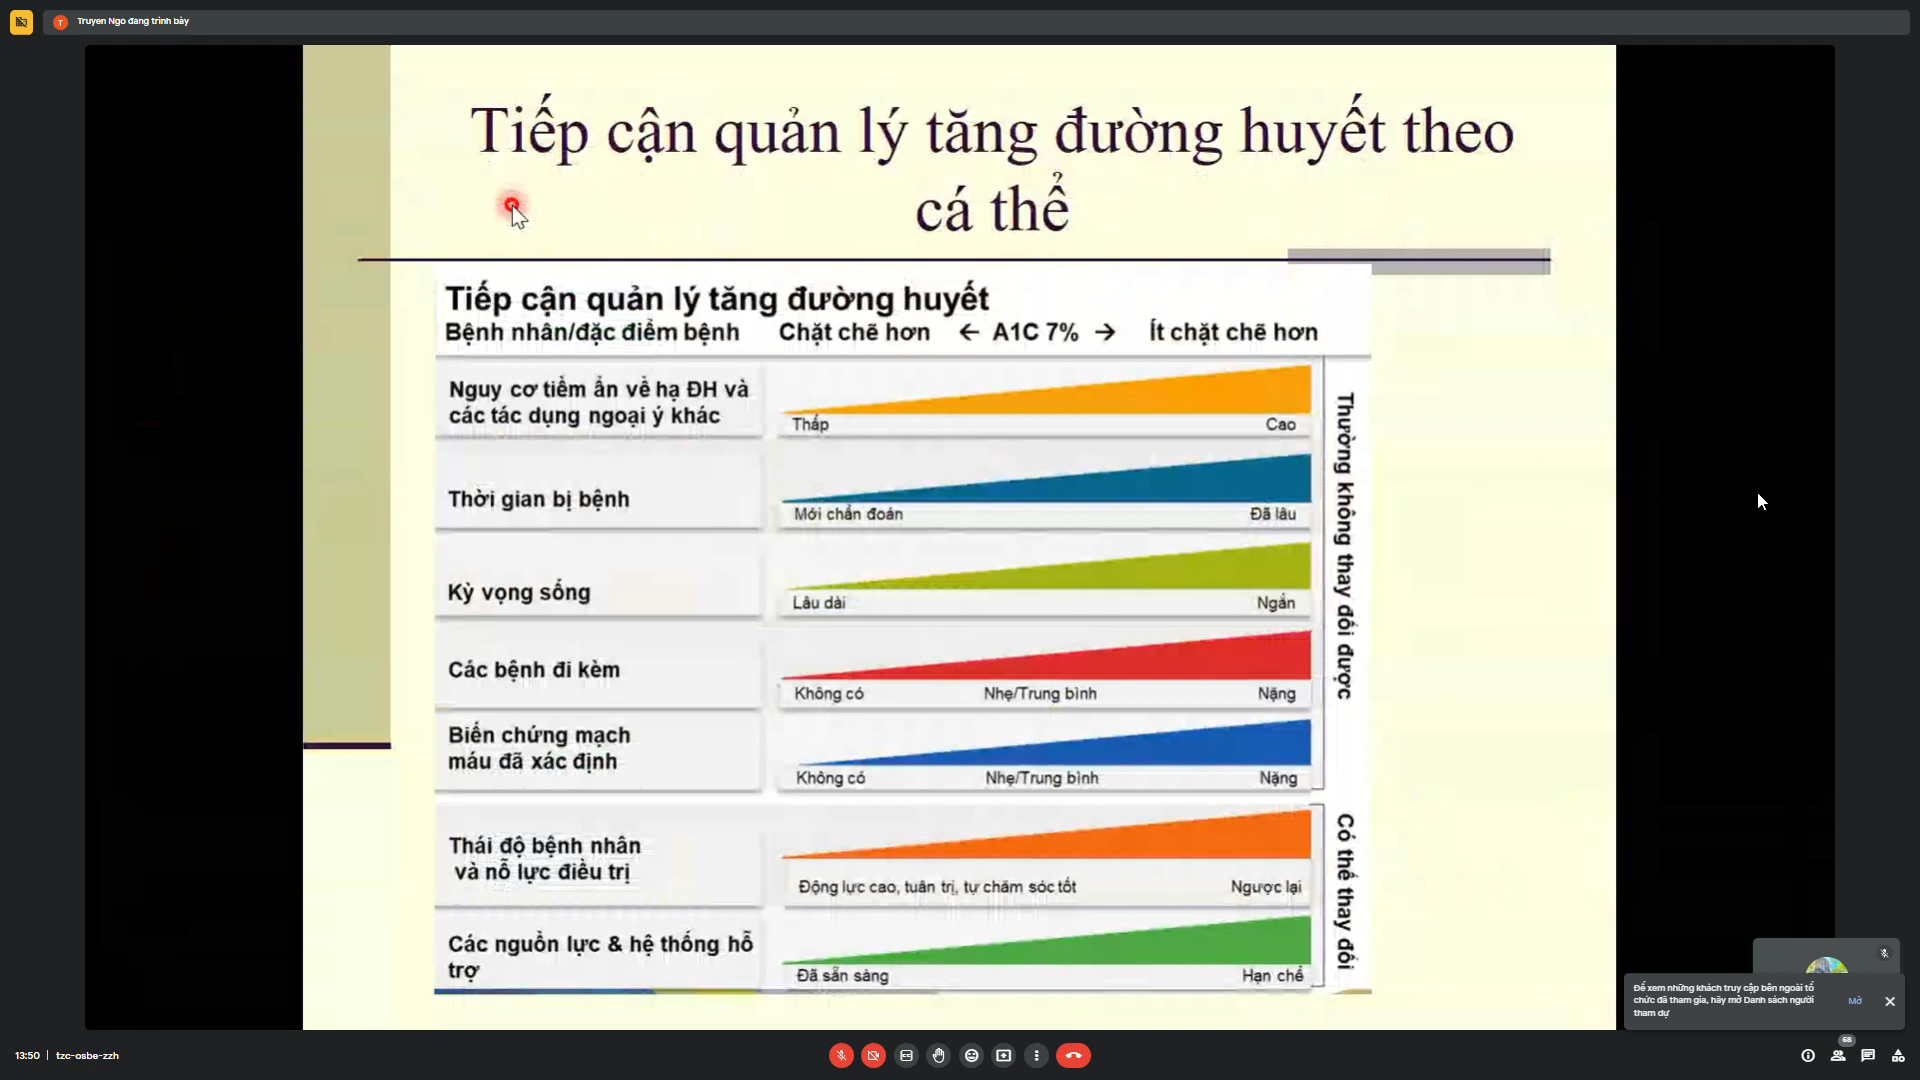 Truyen Ngo đang trình bày
Tiếp cận quản lý tăng đường huyết theo
cá thể
Tiếp cận quản lý tăng đường huyết
Bệnh nhân/đặc điểm bệnh Chặt chẽ hơn ← A1C 7% → Ít chặt chẽ hơn
Nguy cơ tiềm ẩn về hạ ĐH và
các tác dụng ngoại ý khác
Thấp Cao
Thời gian bị bệnh
Mới chẩn đoán Đã lâu
Kỳ vọng sống
Lâu dài Ngắn
Các bệnh đi kèm
Không có Nhẹ/Trung bình Nặng
Biến chứng mạch
máu đã xác định
Không có Nhẹ/Trung bình Nặng
Thường không thay đổi được
Thái độ bệnh nhân
và nỗ lực điều trị
Động lực cao, tuân trị, tự chăm sóc tốt Ngược lại
Các nguồn lực & hệ thống hỗ
trợ
Đã sẵn sàng Hạn chế
Có thể thay đổi
Để xem những khách truy cập bên ngoài tổ
chức đã tham gia, hãy mở Danh sách người
tham dự
Mở
13:50 | tzc-osbe-zzh
68